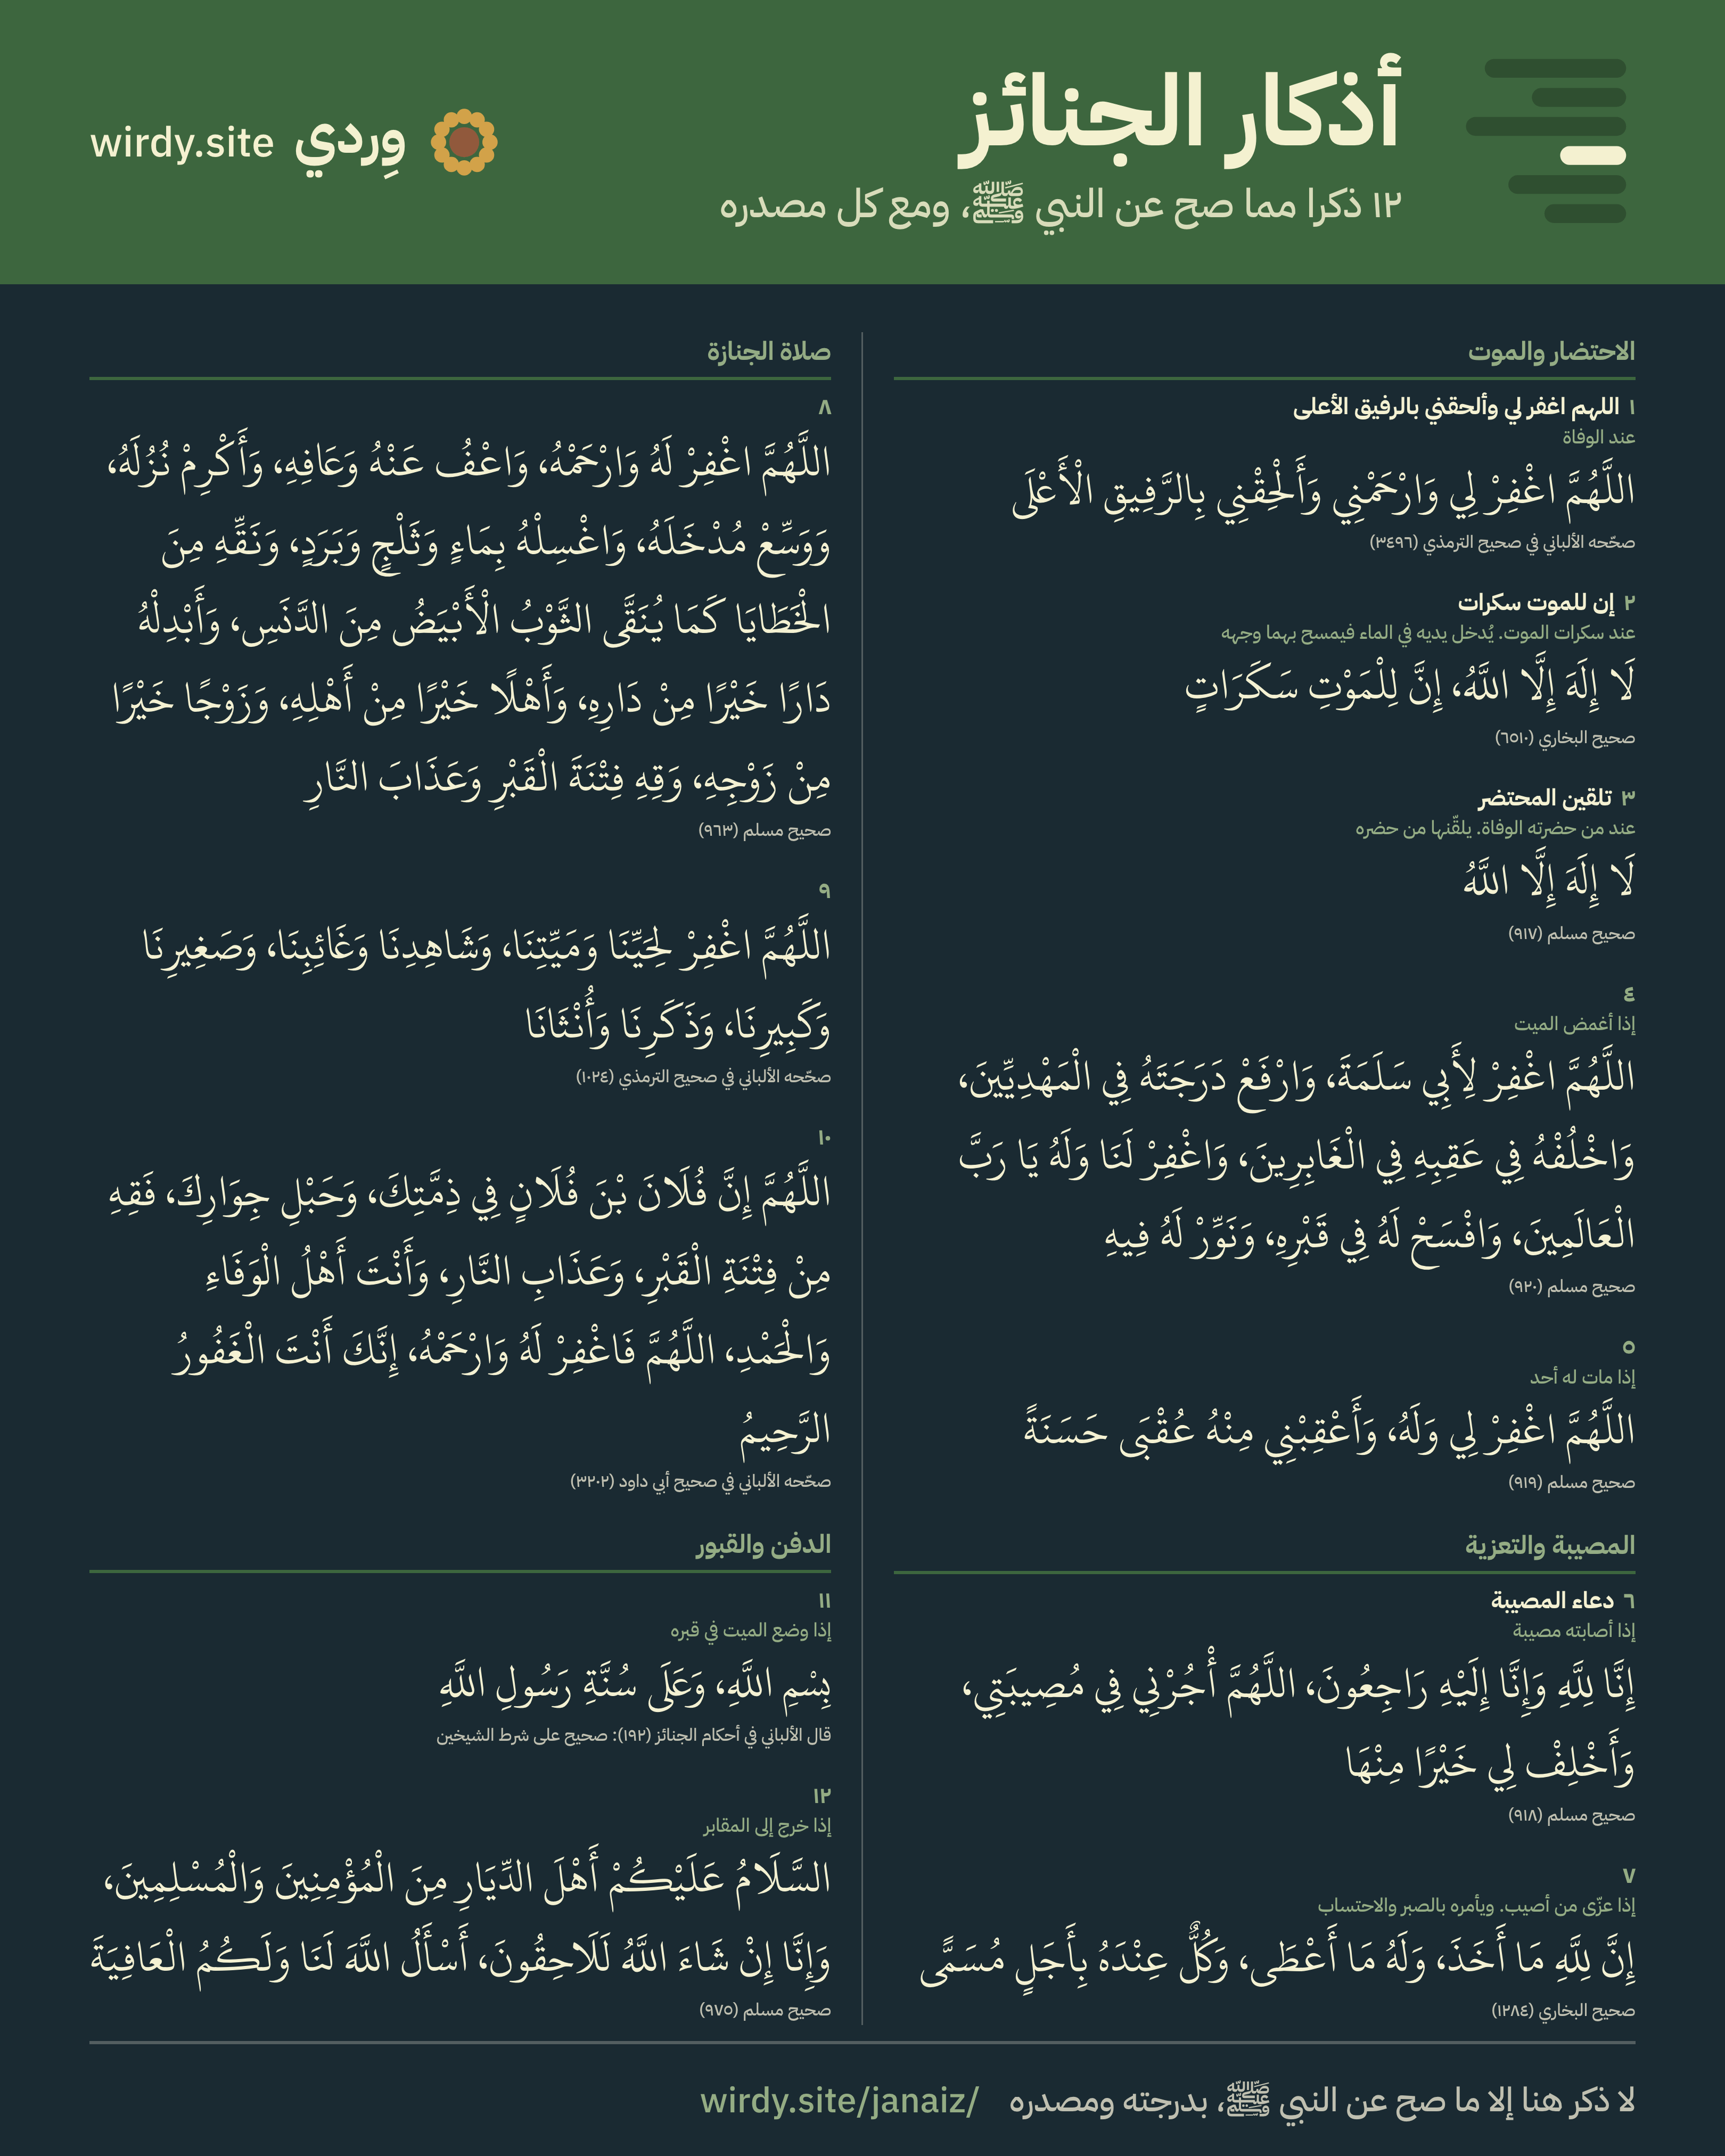 أذكار الجنائز
١٢ ذكرا مما صح عن النبي ﷺ، ومع كل مصدره
وِردي wirdy.site
الاحتضار والموت
١ اللهم اغفر لي وألحقني بالرفيق الأعلى
عند الوفاة
اللَّهُمَّ اغْفِرْ لِي وَارْحَمْنِي وَأَلْحِقْنِي بِالرَّفِيقِ الْأَعْلَى
صحّحه الألباني في صحيح الترمذي (٣٤٩٦)
٢ إن للموت سكرات
عند سكرات الموت. يُدخل يديه في الماء فيمسح بهما وجهه
لَا إِلَهَ إِلَّا اللَّهُ، إِنَّ لِلْمَوْتِ سَكَرَاتٍ
صحيح البخاري (٦٥١٠)
٣ تلقين المحتضر
عند من حضرته الوفاة. يلقّنها من حضره
لَا إِلَهَ إِلَّا اللَّهُ
صحيح مسلم (٩١٧)
٤
إذا أغمض الميت
اللَّهُمَّ اغْفِرْ لِأَبِي سَلَمَةَ، وَارْفَعْ دَرَجَتَهُ فِي الْمَهْدِيِّينَ،
وَاخْلُفْهُ فِي عَقِبِهِ فِي الْغَابِرِينَ، وَاغْفِرْ لَنَا وَلَهُ يَا رَبَّ
الْعَالَمِينَ، وَافْسَحْ لَهُ فِي قَبْرِهِ، وَنَوِّرْ لَهُ فِيهِ
صحيح مسلم (٩٢٠)
٥
إذا مات له أحد
اللَّهُمَّ اغْفِرْ لِي وَلَهُ، وَأَعْقِبْنِي مِنْهُ عُقْبَى حَسَنَةً
صحيح مسلم (٩١٩)
المصيبة والتعزية
٦ دعاء المصيبة
إذا أصابته مصيبة
إِنَّا لِلَّهِ وَإِنَّا إِلَيْهِ رَاجِعُونَ، اللَّهُمَّ أْجُرْنِي فِي مُصِيبَتِي،
وَأَخْلِفْ لِي خَيْرًا مِنْهَا
صحيح مسلم (٩١٨)
٧
إذا عزّى من أصيب. ويأمره بالصبر والاحتساب
إِنَّ لِلَّهِ مَا أَخَذَ، وَلَهُ مَا أَعْطَى، وَكُلٌّ عِنْدَهُ بِأَجَلٍ مُسَمًّى
صحيح البخاري (١٢٨٤)
صلاة الجنازة
٨
اللَّهُمَّ اغْفِرْ لَهُ وَارْحَمْهُ، وَاعْفُ عَنْهُ وَعَافِهِ، وَأَكْرِمْ نُزُلَهُ،
وَوَسِّعْ مُدْخَلَهُ، وَاغْسِلْهُ بِمَاءٍ وَثَلْجٍ وَبَرَدٍ، وَنَقِّهِ مِنَ
الْخَطَايَا كَمَا يُنَقَّى الثَّوْبُ الْأَبْيَضُ مِنَ الدَّنَسِ، وَأَبْدِلْهُ
دَارًا خَيْرًا مِنْ دَارِهِ، وَأَهْلًا خَيْرًا مِنْ أَهْلِهِ، وَزَوْجًا خَيْرًا
مِنْ زَوْجِهِ، وَقِهِ فِتْنَةَ الْقَبْرِ وَعَذَابَ النَّارِ
صحيح مسلم (٩٦٣)
٩
اللَّهُمَّ اغْفِرْ لِحَيِّنَا وَمَيِّتِنَا، وَشَاهِدِنَا وَغَائِبِنَا، وَصَغِيرِنَا
وَكَبِيرِنَا، وَذَكَرِنَا وَأُنْثَانَا
صحّحه الألباني في صحيح الترمذي (١٠٢٤)
١٠
اللَّهُمَّ إِنَّ فُلَانَ بْنَ فُلَانٍ فِي ذِمَّتِكَ، وَحَبْلِ جِوَارِكَ، فَقِهِ
مِنْ فِتْنَةِ الْقَبْرِ، وَعَذَابِ النَّارِ، وَأَنْتَ أَهْلُ الْوَفَاءِ
وَالْحَمْدِ، اللَّهُمَّ فَاغْفِرْ لَهُ وَارْحَمْهُ، إِنَّكَ أَنْتَ الْغَفُورُ
الرَّحِيمُ
صحّحه الألباني في صحيح أبي داود (٣٢٠٢)
الدفن والقبور
١١
إذا وضع الميت في قبره
بِسْمِ اللَّهِ، وَعَلَى سُنَّةِ رَسُولِ اللَّهِ
قال الألباني في أحكام الجنائز (١٩٢): صحيح على شرط الشيخين
١٢
إذا خرج إلى المقابر
السَّلَامُ عَلَيْكُمْ أَهْلَ الدِّيَارِ مِنَ الْمُؤْمِنِينَ وَالْمُسْلِمِينَ،
وَإِنَّا إِنْ شَاءَ اللَّهُ لَلَاحِقُونَ، أَسْأَلُ اللَّهَ لَنَا وَلَكُمُ الْعَافِيَةَ
صحيح مسلم (٩٧٥)
لا ذكر هنا إلا ما صح عن النبي ﷺ، بدرجته ومصدره wirdy.site/janaiz/